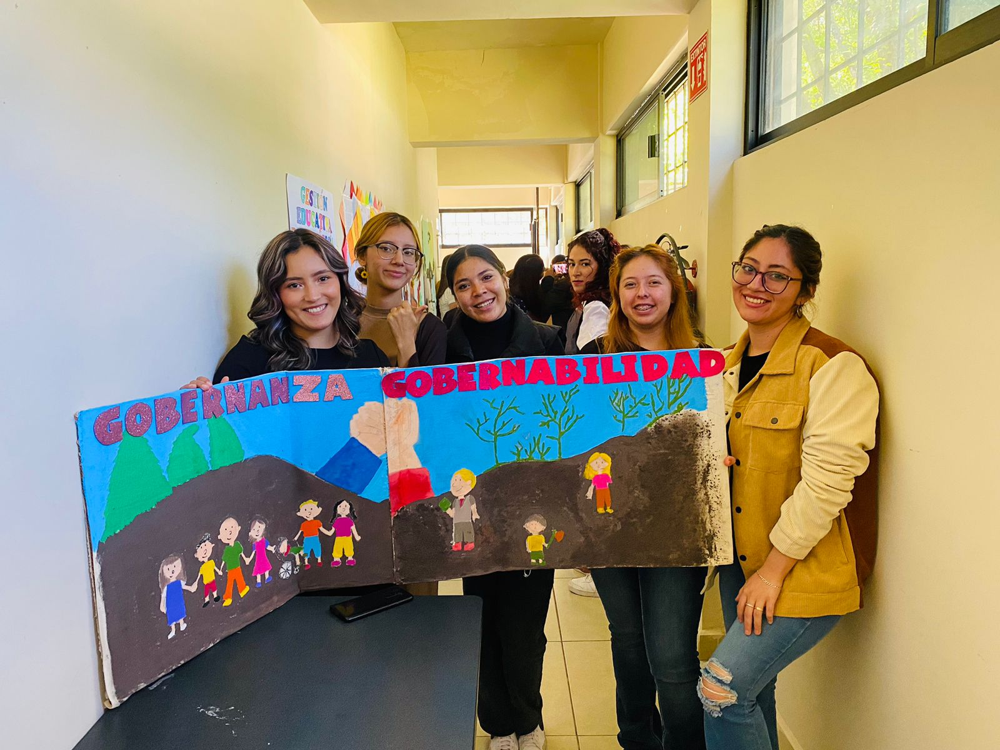 EXTINTOR
GESTIÓN
EDUCATIVA
GOBERNANZA
GOBERNABILIDAD